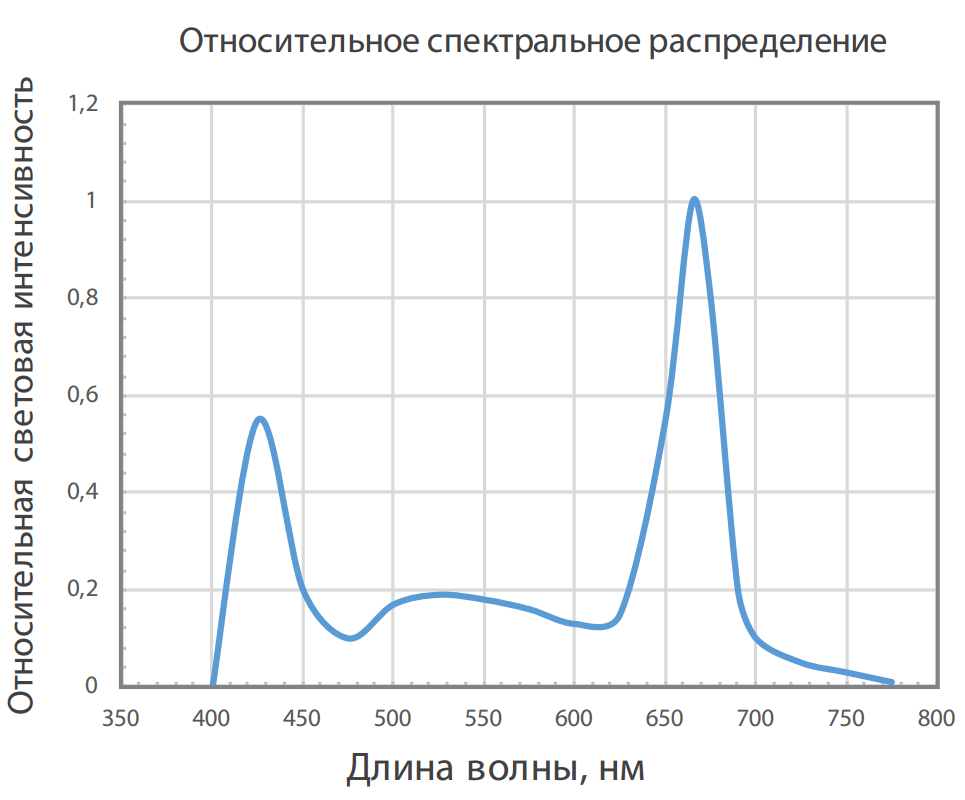 Относительное спектральное распределение
Относительная световая интенсивность
1,2
1
0,8
0,6
0,4
0,2
0
350 400 450 500 550 600 650 700 750 800
Длина волны, нм